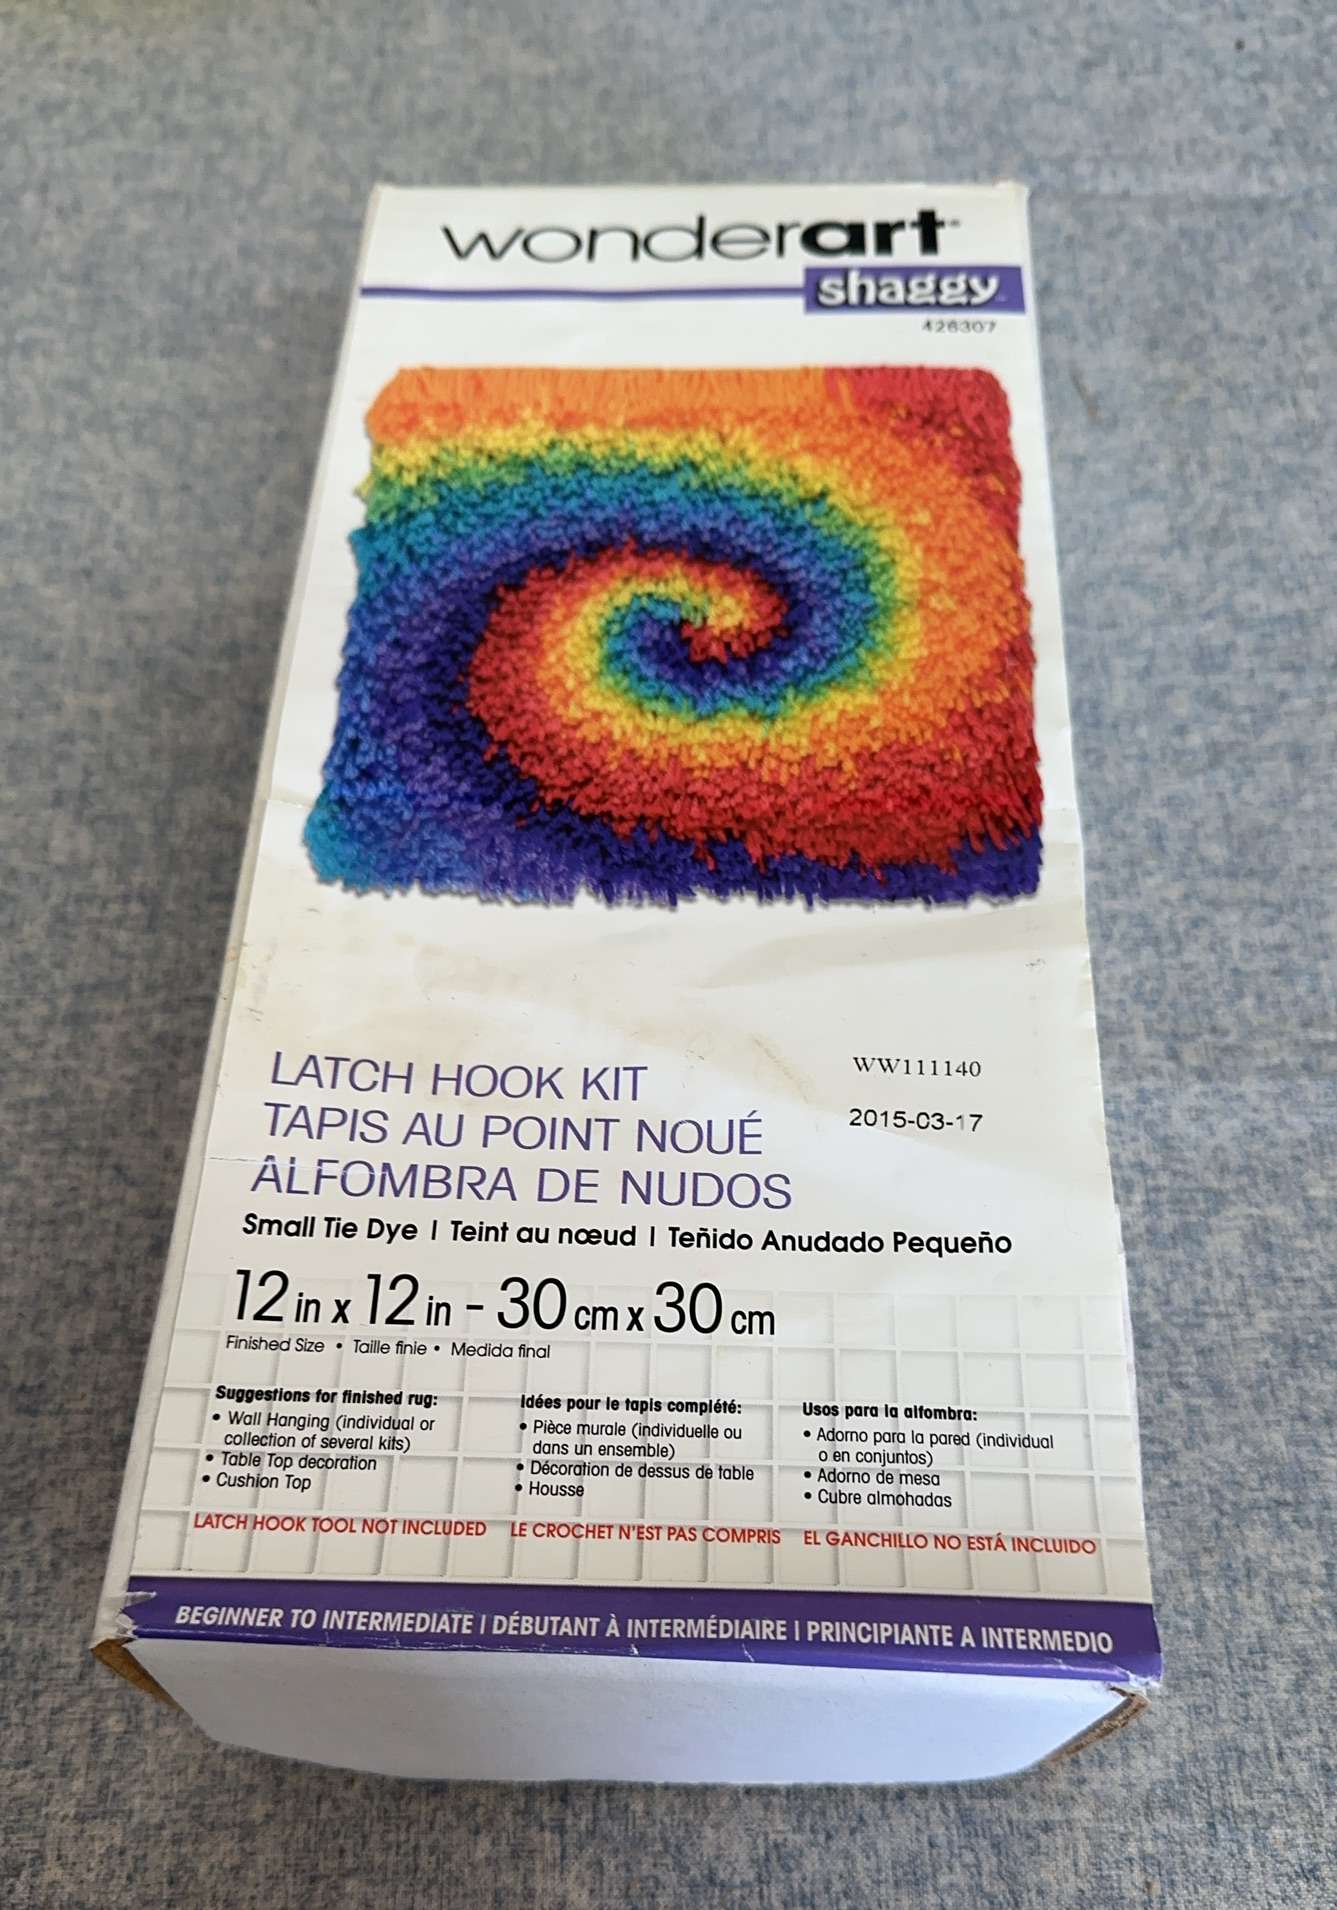 wonderart™
shaggy™
426307
LATCH HOOK KIT
TAPIS AU POINT NOUÉ
ALFOMBRA DE NUDOS
WW111140
2015-03-17
Small Tie Dye | Teint au nœud | Teñido Anudado Pequeño
12 in x 12 in - 30 cm x 30 cm
Finished Size • Taille finie • Medida final
Suggestions for finished rug:
• Wall Hanging (individual or
collection of several kits)
• Table Top decoration
• Cushion Top
Idées pour le tapis complété:
• Pièce murale (individuelle ou
dans un ensemble)
• Décoration de dessus de table
• Housse
Usos para la alfombra:
• Adorno para la pared (individual
o en conjuntos)
• Adorno de mesa
• Cubre almohadas
LATCH HOOK TOOL NOT INCLUDED LE CROCHET N'EST PAS COMPRIS EL GANCHILLO NO ESTÁ INCLUIDO
BEGINNER TO INTERMEDIATE | DÉBUTANT À INTERMÉDIAIRE | PRINCIPIANTE A INTERMEDIO